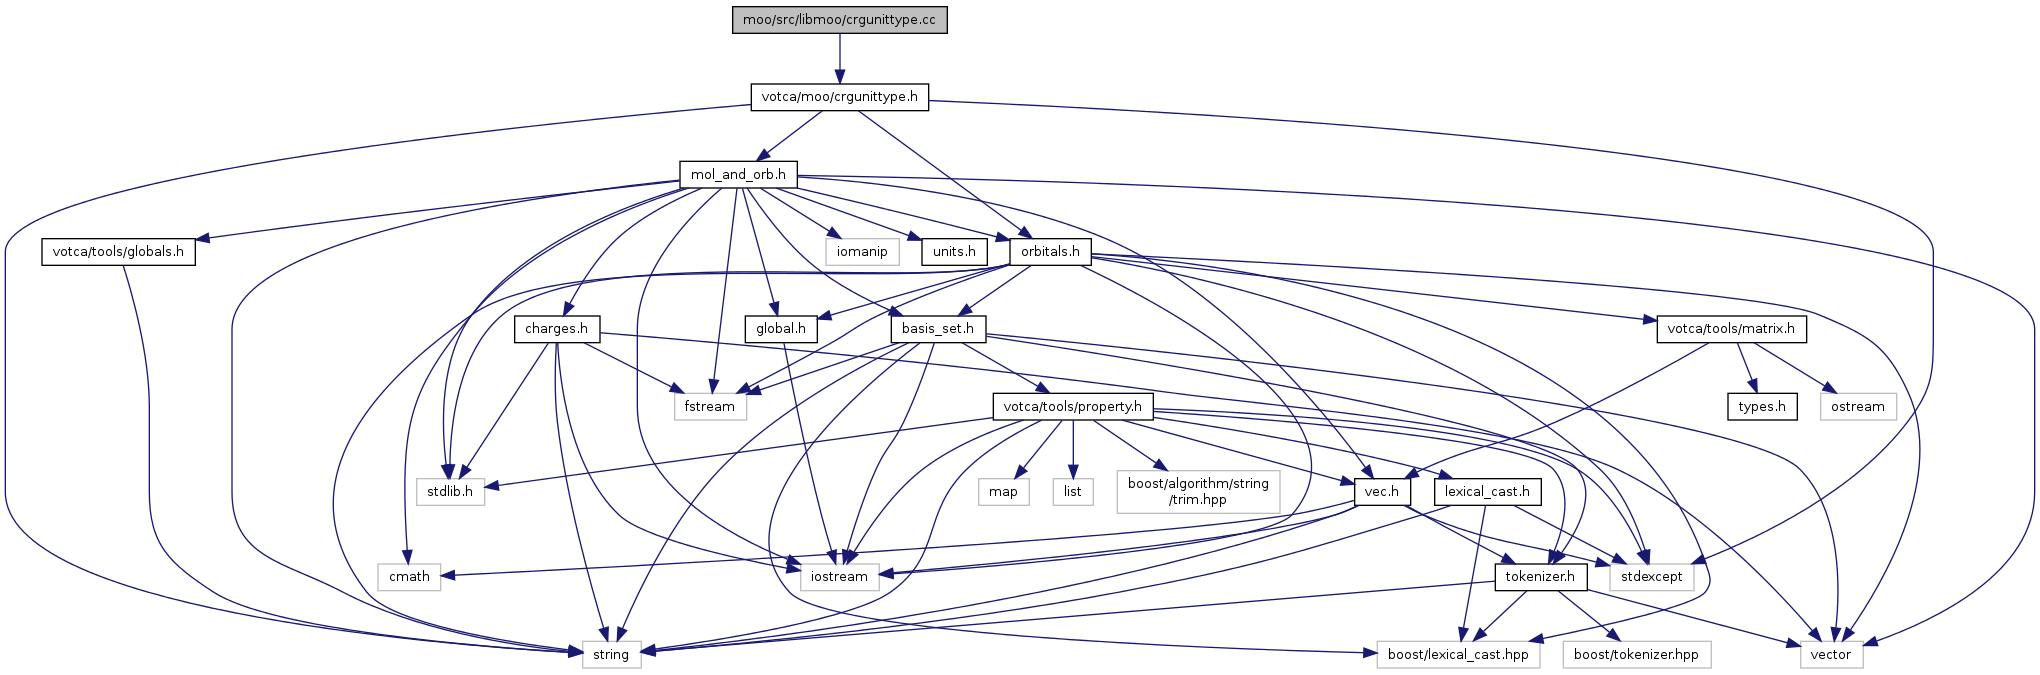 moo/src/libmoo/crgunittype.cc
votca/moo/crgunittype.h
mol_and_orb.h
votca/tools/globals.h
iomanip
units.h
orbitals.h
charges.h
global.h
basis_set.h
votca/tools/matrix.h
fstream
votca/tools/property.h
types.h
ostream
stdlib.h
map
list
boost/algorithm/string
/trim.hpp
vec.h
lexical_cast.h
cmath
iostream
tokenizer.h
stdexcept
string
boost/lexical_cast.hpp
boost/tokenizer.hpp
vector